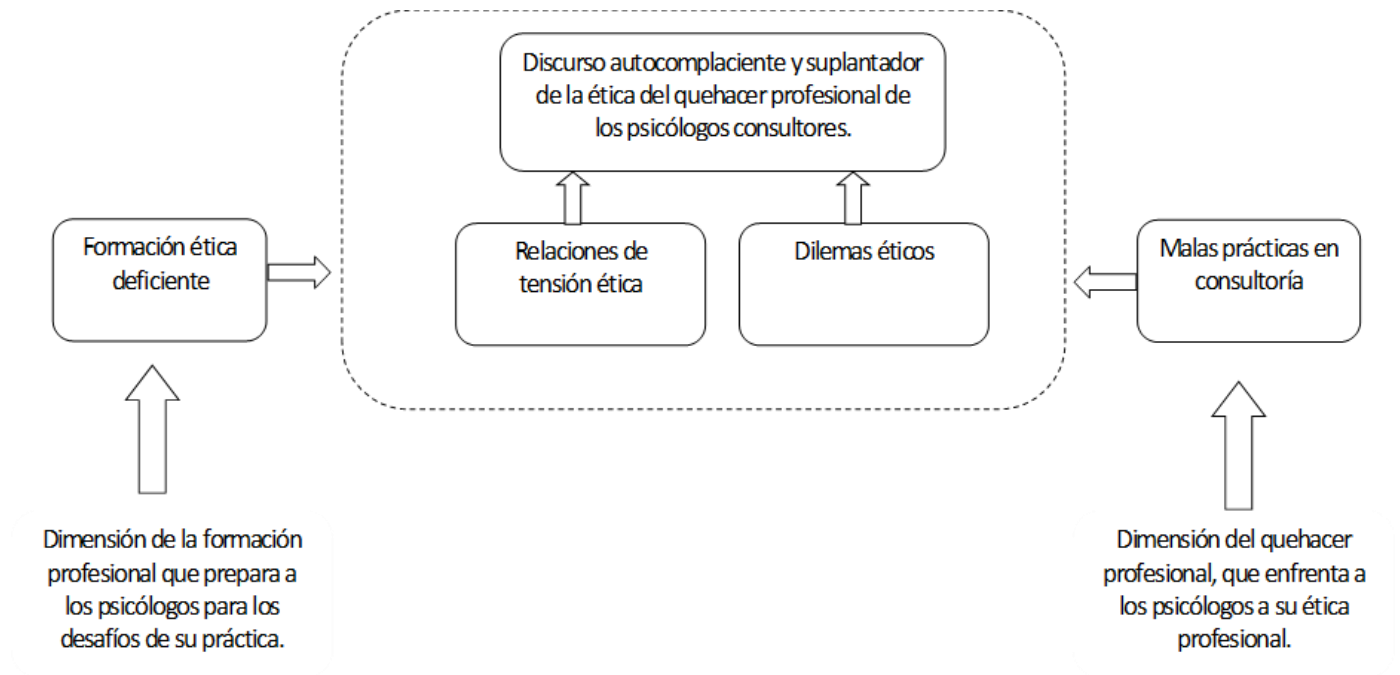 Discurso autocomplaciente y suplantador
de la ética del quehacer profesional de
los psicólogos consultores.
Formación ética
deficiente
Relaciones de
tensión ética
Dilemas éticos
Malas prácticas en
consultoría
Dimensión de la formación
profesional que prepara a
los psicólogos para los
desafíos de su práctica.
Dimensión del quehacer
profesional, que enfrenta a
los psicólogos a su ética
profesional.